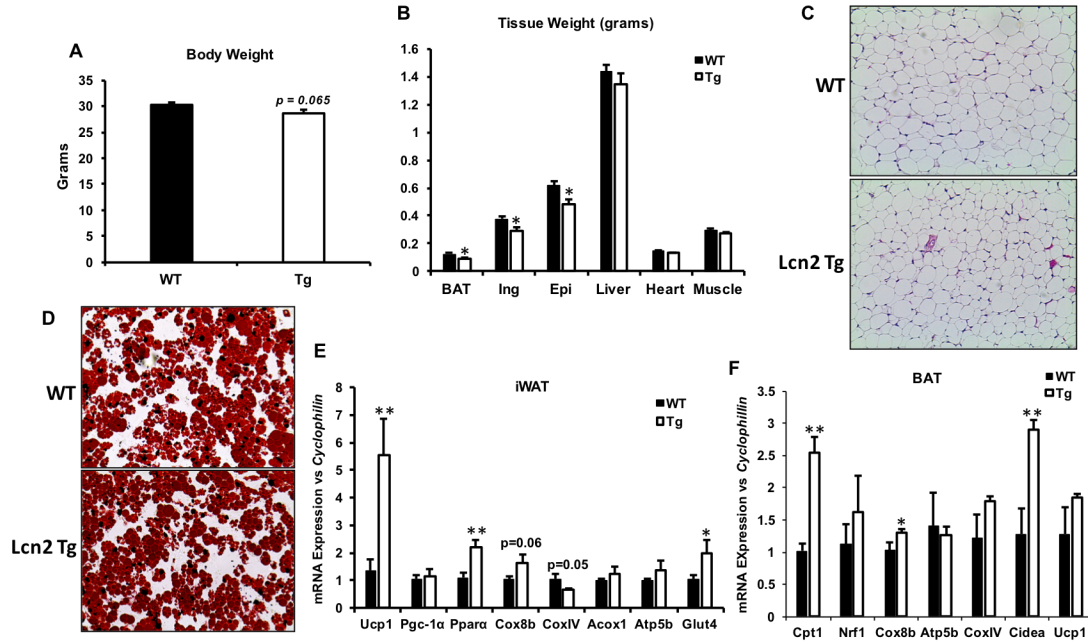 A
Body Weight
35
30
25
20
15
10
5
0
Grams
p = 0.065
WT
Tg
B
Tissue Weight (grams)
1.6
1.4
1.2
1
0.8
0.6
0.4
0.2
0
WT
Tg
*
*
*
BAT Ing Epi Liver Heart Muscle
C
WT
Lcn2 Tg
D
WT
Lcn2 Tg
E
iWAT
mRNA Expression vs Cyclophilin
8
7
6
5
4
3
2
1
0
WT
Tg
**
**
p=0.06
p=0.05
*
Ucp1 Pgc-1α Pparα Cox8b CoxIV Acox1 Atp5b Glut4
F
BAT
mRNA EXpression vs Cyclophillin
3.5
3
2.5
2
1.5
1
0.5
0
WT
Tg
**
*
**
Cpt1 Nrf1 Cox8b Atp5b CoxIV Cidea Ucp1